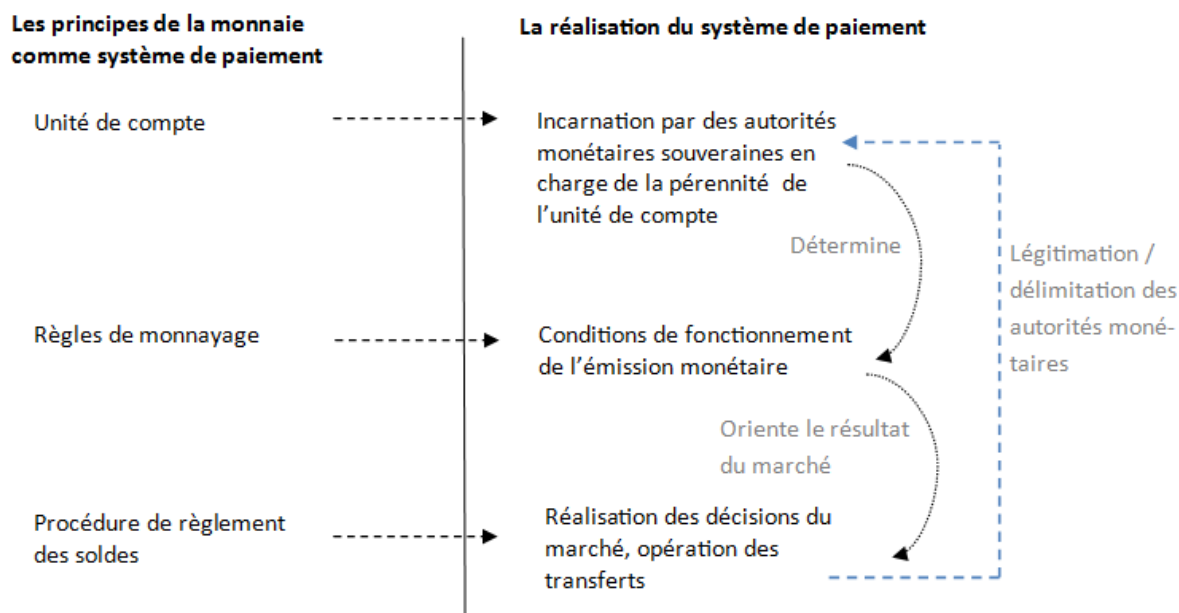 Les principes de la monnaie
comme système de paiement
La réalisation du système de paiement
Unité de compte
Incarnation par des autorités
monétaires souveraines en
charge de la pérennité de
l'unité de compte
Détermine
Légitimation /
délimitation des
autorités moné-
taires
Règles de monnayage
Conditions de fonctionnement
de l'émission monétaire
Oriente le résultat
du marché
Procédure de règlement
des soldes
Réalisation des décisions du
marché, opération des
transferts